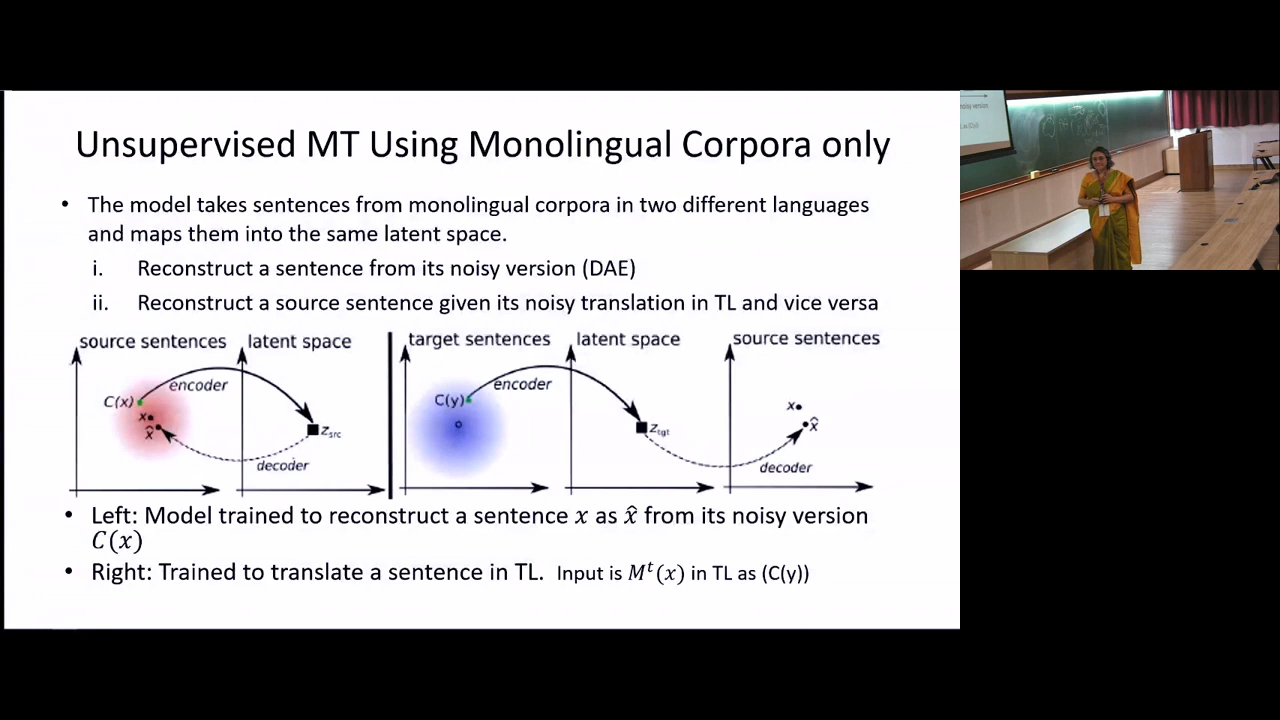 Unsupervised MT Using Monolingual Corpora only
• The model takes sentences from monolingual corpora in two different languages
and maps them into the same latent space.
i. Reconstruct a sentence from its noisy version (DAE)
ii. Reconstruct a source sentence given its noisy translation in TL and vice versa
source sentences latent space target sentences latent space source sentences
encoder encoder
C(x) C(y)
x x
x̂ z_src z_tgt x̂
decoder decoder
• Left: Model trained to reconstruct a sentence x as x̂ from its noisy version
C(x)
• Right: Trained to translate a sentence in TL. Input is M^t(x) in TL as (C(y))